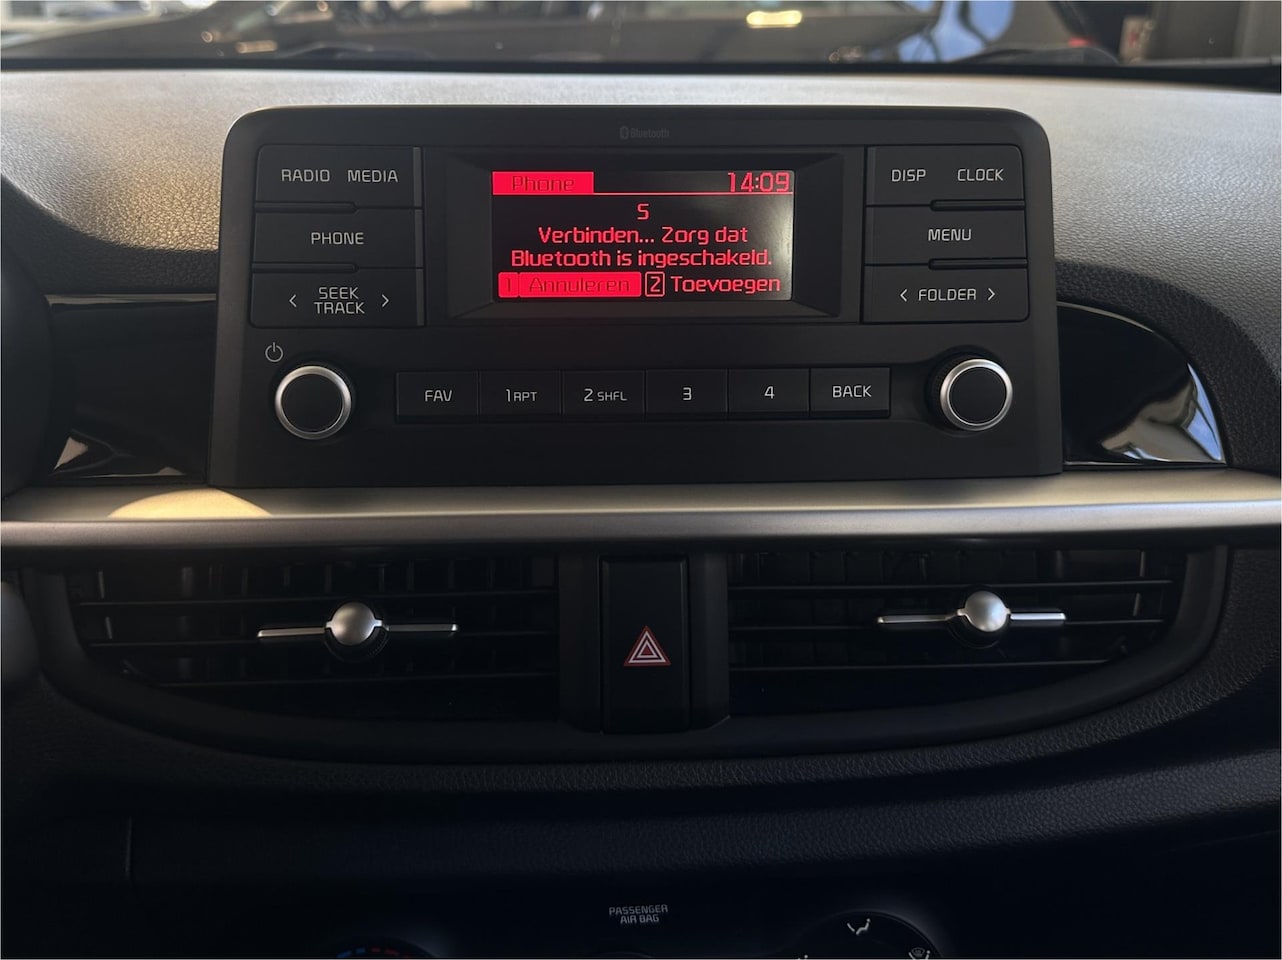 Bluetooth
RADIO MEDIA
PHONE
< SEEK TRACK >
Phone 14:09
S
Verbinden... Zorg dat
Bluetooth is ingeschakeld.
1 Annuleren 2 Toevoegen
DISP CLOCK
MENU
< FOLDER >
FAV 1 RPT 2 SHFL 3 4 BACK
PASSENGER
AIR BAG